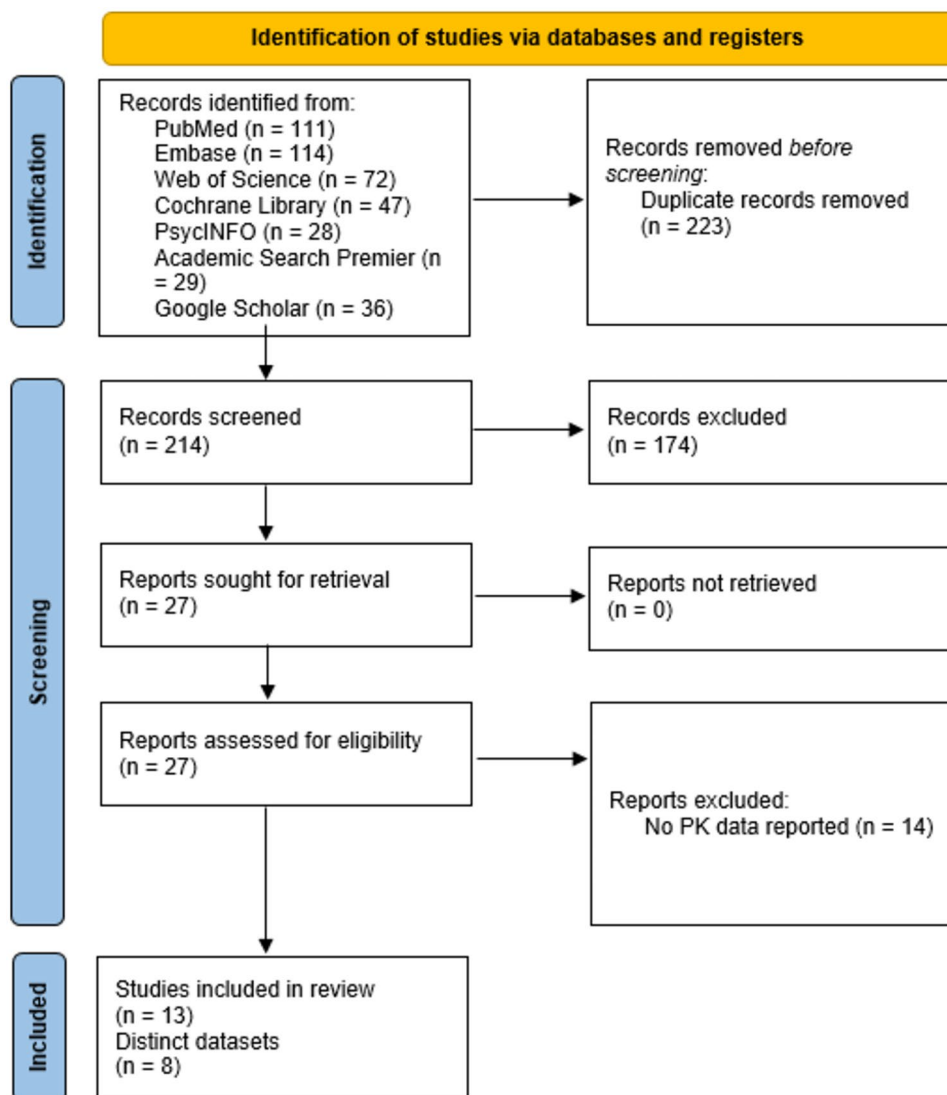 Identification of studies via databases and registers
Identification
Records identified from:
PubMed (n = 111)
Embase (n = 114)
Web of Science (n = 72)
Cochrane Library (n = 47)
PsycINFO (n = 28)
Academic Search Premier (n
= 29)
Google Scholar (n = 36)
Records removed before
screening:
Duplicate records removed
(n = 223)
Screening
Records screened
(n = 214)
Records excluded
(n = 174)
Reports sought for retrieval
(n = 27)
Reports not retrieved
(n = 0)
Reports assessed for eligibility
(n = 27)
Reports excluded:
No PK data reported (n = 14)
Included
Studies included in review
(n = 13)
Distinct datasets
(n = 8)